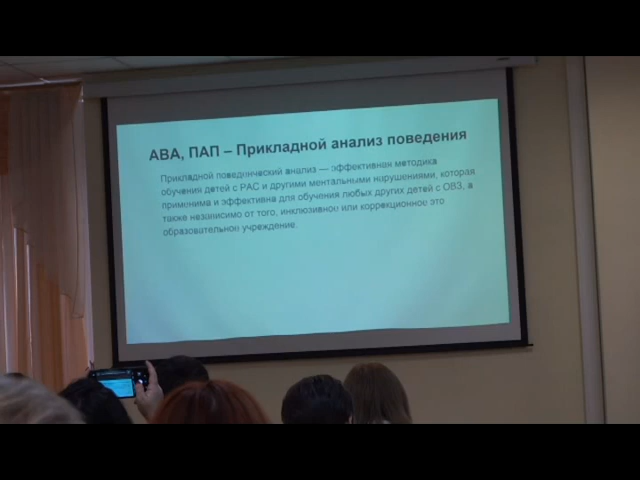 АВА, ПАП – Прикладной анализ поведения
Прикладной поведенческий анализ — эффективная методика
обучения детей с РАС и другими ментальными нарушениями, которая
применима и эффективна для обучения любых других детей с ОВЗ, а
также независимо от того, инклюзивное или коррекционное это
образовательное учреждение.